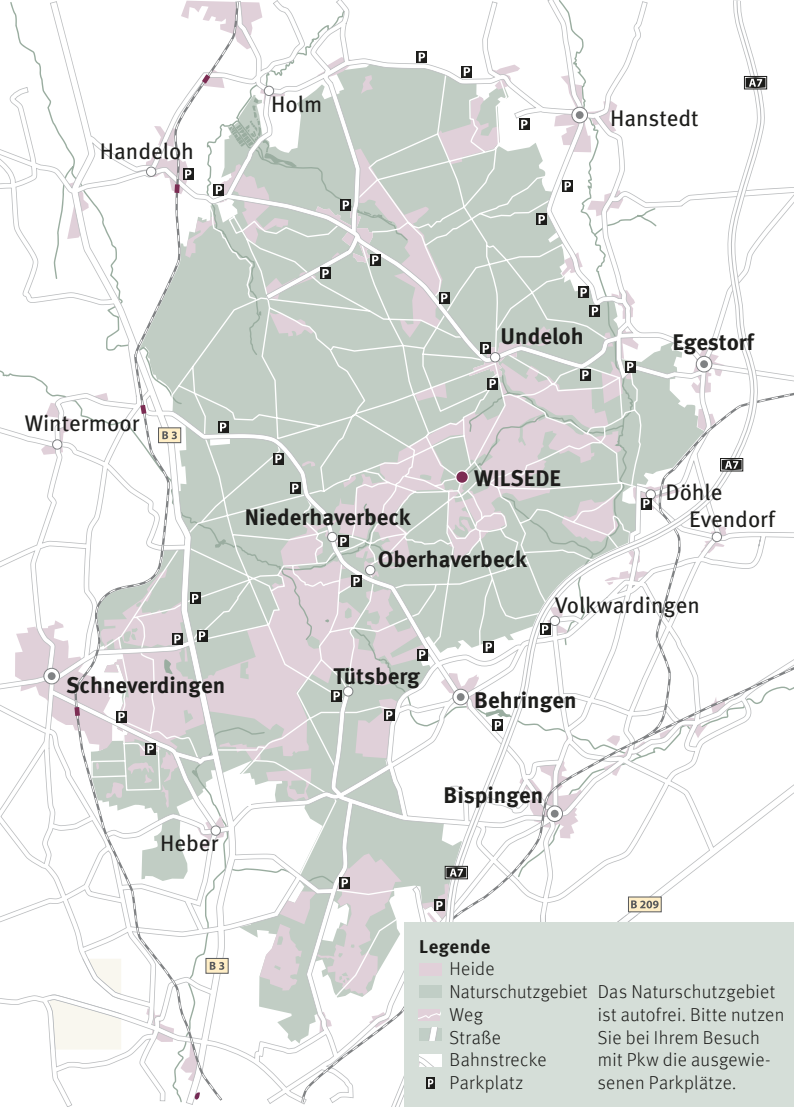 P
P
A7
Holm
Hanstedt
P
Handeloh
P
P
P
P
P
P
P
P
P
P
P
Undeloh
P
Egestorf
P
P
P
Wintermoor
B 3
P
P
A7
WILSEDE
P
Döhle
P
Niederhaverbeck
Evendorf
P
Oberhaverbeck
P
P
Volkwardingen
P
P
P
P
P
Tütsberg
Schneverdingen
P
Behringen
P
P
P
P
Bispingen
Heber
A7
P
P
B 209
B 3
Legende
Heide
Naturschutzgebiet
Weg
Straße
Bahnstrecke
P Parkplatz
Das Naturschutzgebiet
ist autofrei. Bitte nutzen
Sie bei Ihrem Besuch
mit Pkw die ausgewie-
senen Parkplätze.